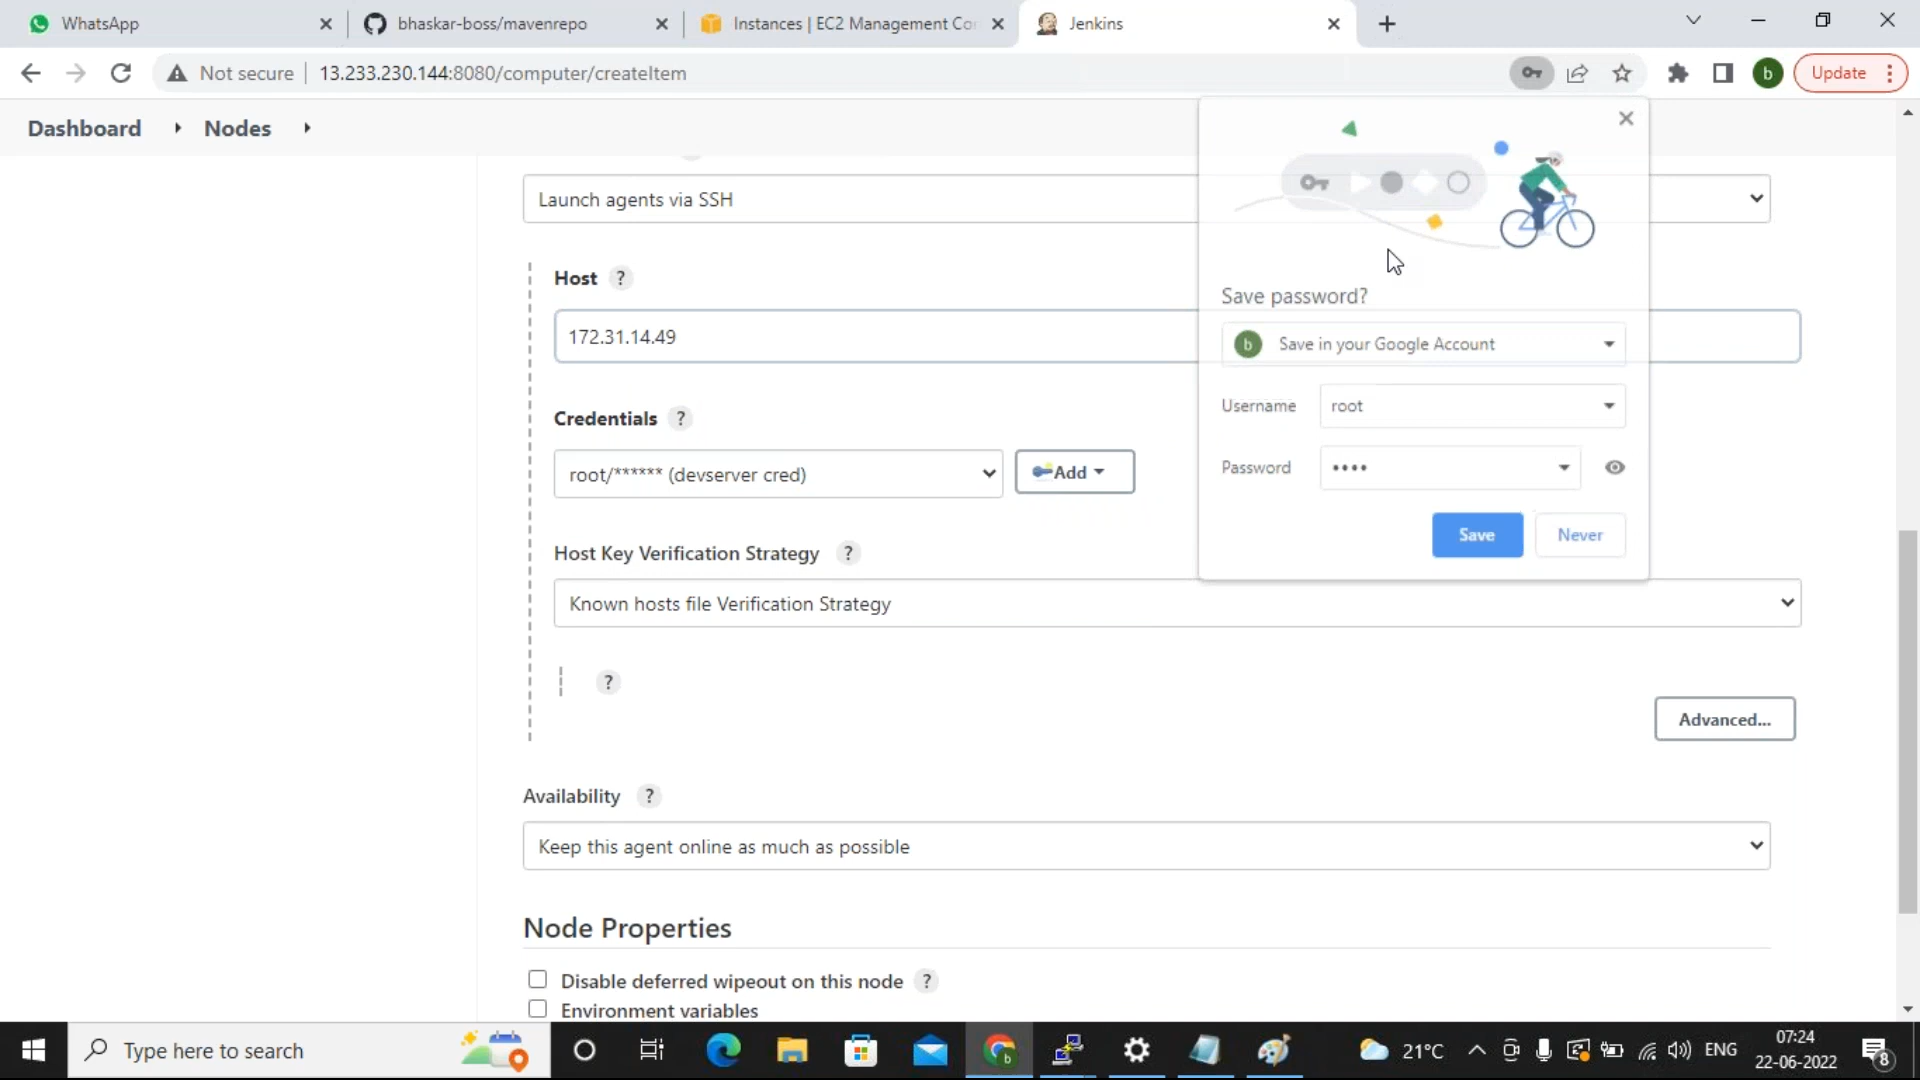 WhatsApp
bhaskar-boss/mavenrepo
Instances | EC2 Management Con
Jenkins
Not secure
13.233.230.144:8080/computer/createItem
b
Update
Dashboard
Nodes
Launch agents via SSH
Host ?
172.31.14.49
Credentials ?
root/****** (devserver cred)
Add
Host Key Verification Strategy ?
Known hosts file Verification Strategy
?
Advanced...
Availability ?
Keep this agent online as much as possible
Node Properties
Disable deferred wipeout on this node ?
Environment variables
Save password?
b Save in your Google Account
Username root
Password ••••
Save
Never
Type here to search
b
21°C
ENG
07:24
22-06-2022
8